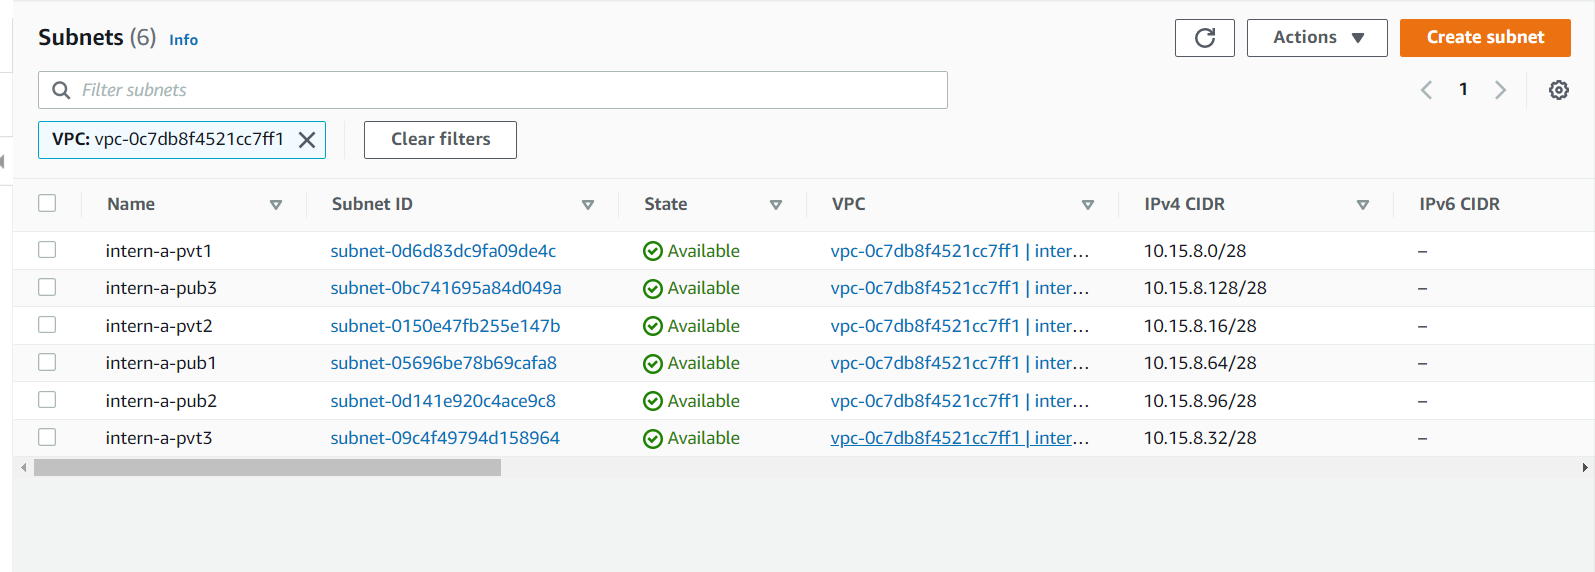 Subnets (6) Info
Actions
Create subnet
Filter subnets
1
VPC: vpc-0c7db8f4521cc7ff1
Clear filters
Name Subnet ID State VPC IPv4 CIDR IPv6 CIDR
intern-a-pvt1 subnet-0d6d83dc9fa09de4c Available vpc-0c7db8f4521cc7ff1 | inter... 10.15.8.0/28 –
intern-a-pub3 subnet-0bc741695a84d049a Available vpc-0c7db8f4521cc7ff1 | inter... 10.15.8.128/28 –
intern-a-pvt2 subnet-0150e47fb255e147b Available vpc-0c7db8f4521cc7ff1 | inter... 10.15.8.16/28 –
intern-a-pub1 subnet-05696be78b69cafa8 Available vpc-0c7db8f4521cc7ff1 | inter... 10.15.8.64/28 –
intern-a-pub2 subnet-0d141e920c4ace9c8 Available vpc-0c7db8f4521cc7ff1 | inter... 10.15.8.96/28 –
intern-a-pvt3 subnet-09c4f49794d158964 Available vpc-0c7db8f4521cc7ff1 | inter... 10.15.8.32/28 –